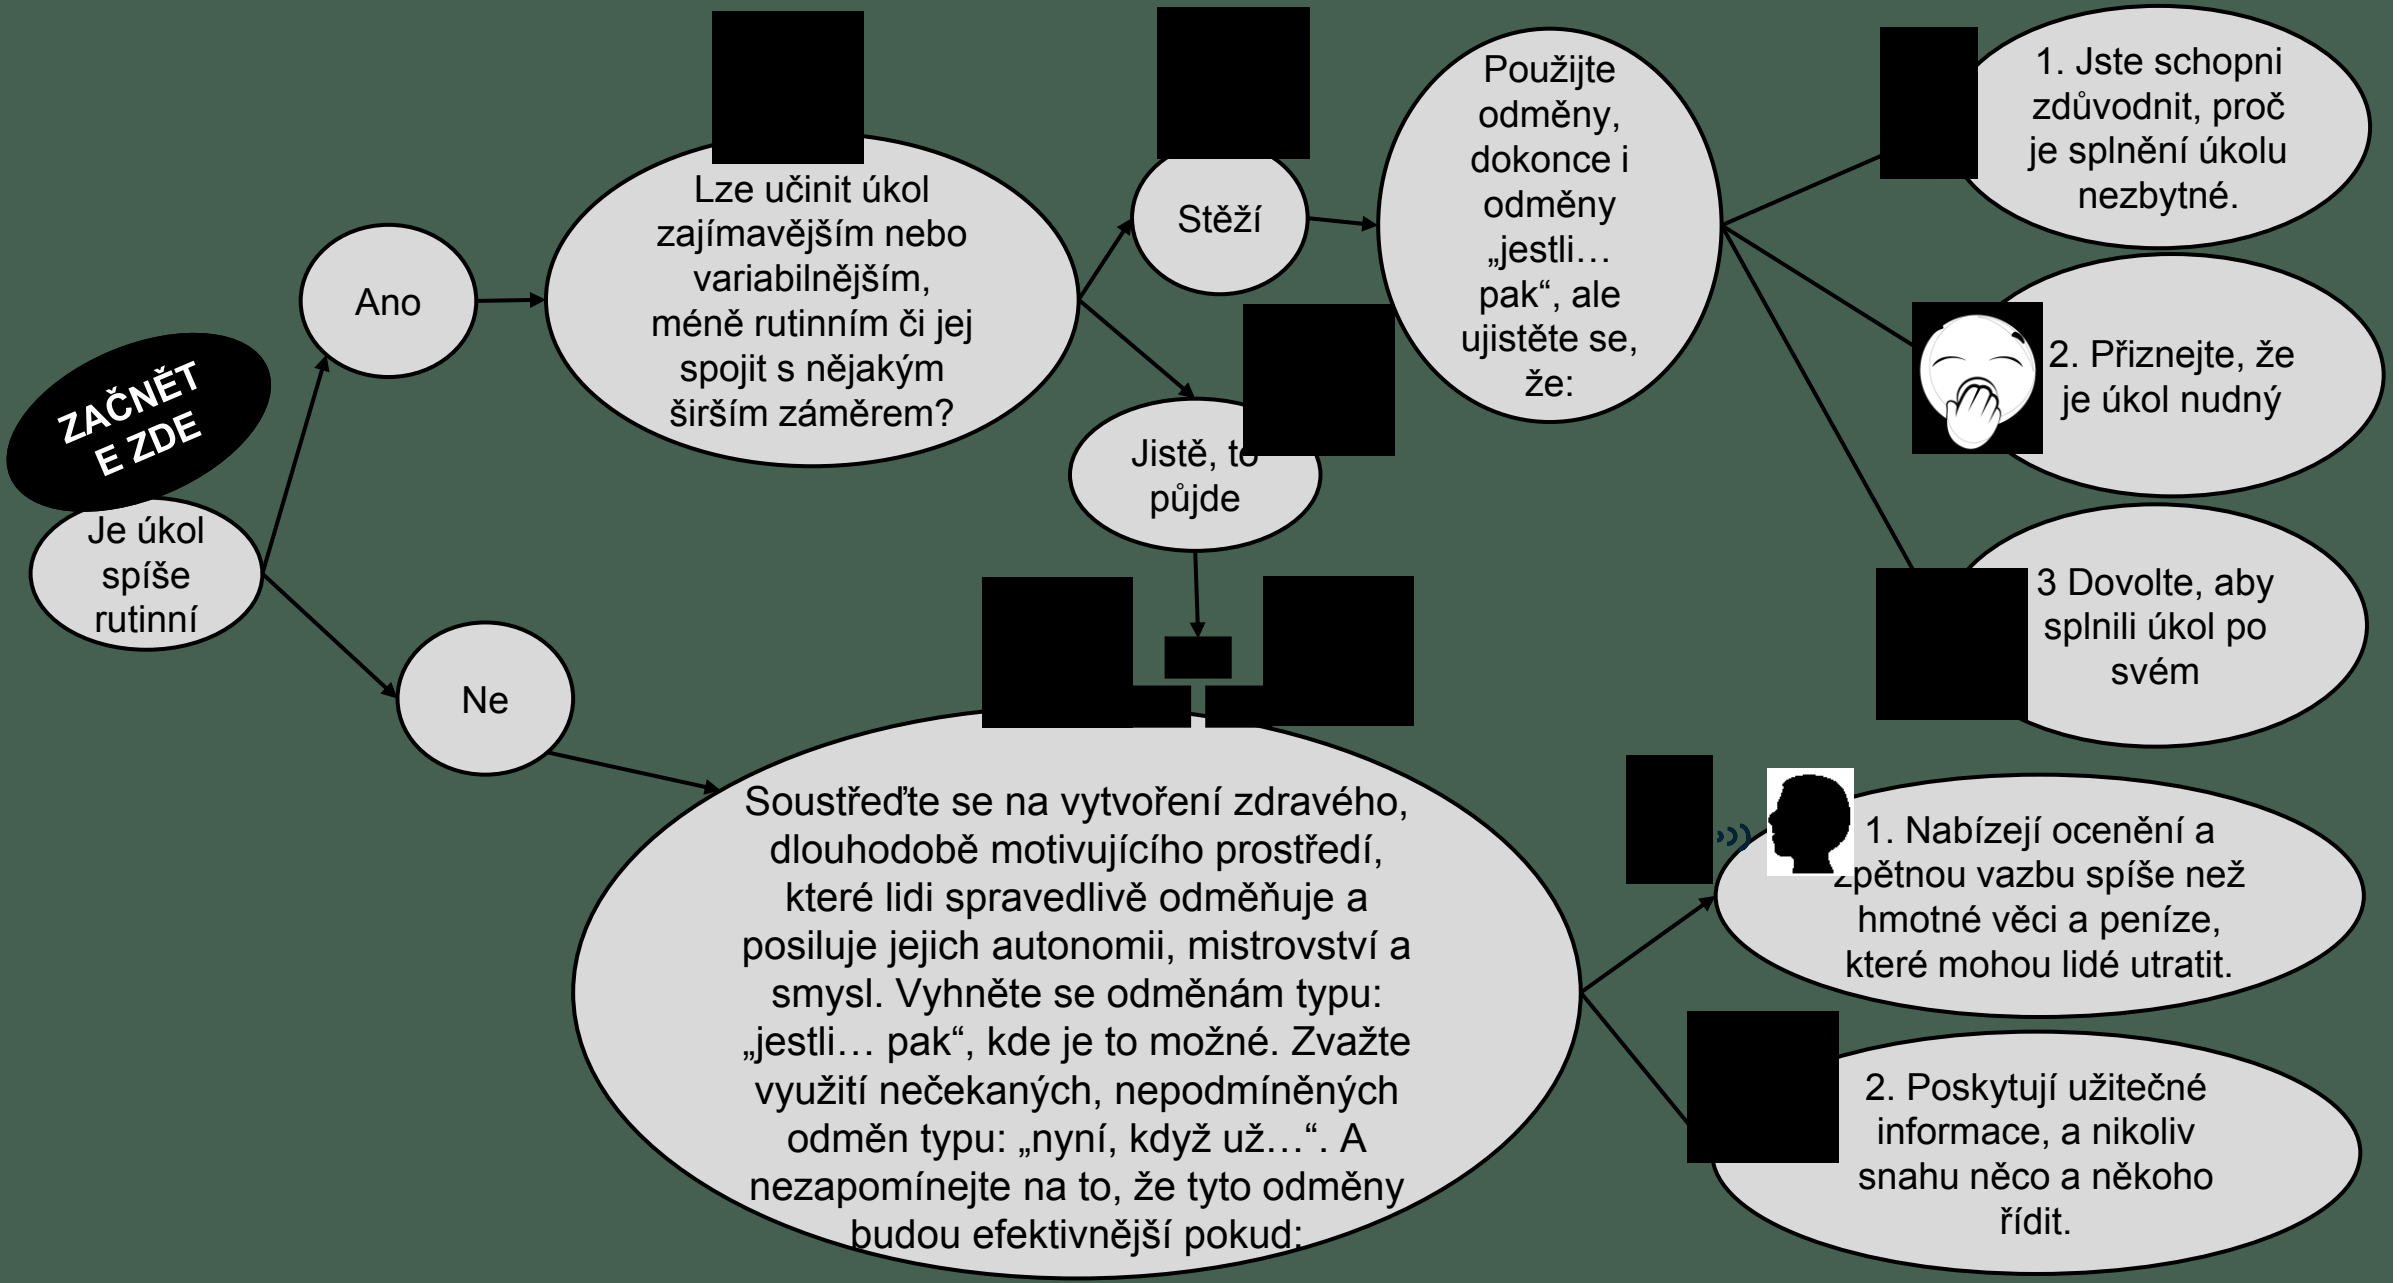 ZAČNĚT
E ZDE
Je úkol
spíše
rutinní
Ano
Ne
Lze učinit úkol
zajímavějším nebo
variabilnějším,
méně rutinním či jej
spojit s nějakým
širším záměrem?
Stěží
Jistě, to
půjde
Použijte
odměny,
dokonce i
odměny
„jestli…
pak“, ale
ujistěte se,
že:
1. Jste schopni
zdůvodnit, proč
je splnění úkolu
nezbytné.
2. Přiznejte, že
je úkol nudný
3 Dovolte, aby
splnili úkol po
svém
Soustřeďte se na vytvoření zdravého,
dlouhodobě motivujícího prostředí,
které lidi spravedlivě odměňuje a
posiluje jejich autonomii, mistrovství a
smysl. Vyhněte se odměnám typu:
„jestli… pak“, kde je to možné. Zvažte
využití nečekaných, nepodmíněných
odměn typu: „nyní, když už…“. A
nezapomínejte na to, že tyto odměny
budou efektivnější pokud:
1. Nabízejí ocenění a
zpětnou vazbu spíše než
hmotné věci a peníze,
které mohou lidé utratit.
2. Poskytují užitečné
informace, a nikoliv
snahu něco a někoho
řídit.